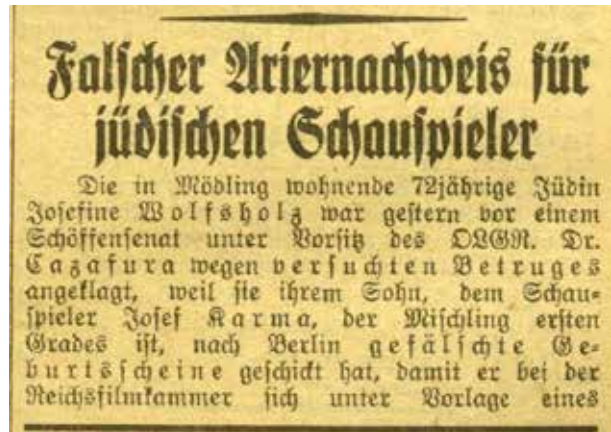 Falscher Ariernachweis für
jüdischen Schauspieler
Die in Mödling wohnende 72jährige Jüdin
Josefine Wolfsholz war gestern vor einem
Schöffensenat unter Vorsitz des OLGR. Dr.
Cazafura wegen versuchten Betruges
angeklagt, weil sie ihrem Sohn, dem Schau-
spieler Josef Karma, der Mischling ersten
Grades ist, nach Berlin gefälschte Ge-
burtsscheine geschickt hat, damit er bei der
Reichsfilmkammer sich unter Vorlage eines